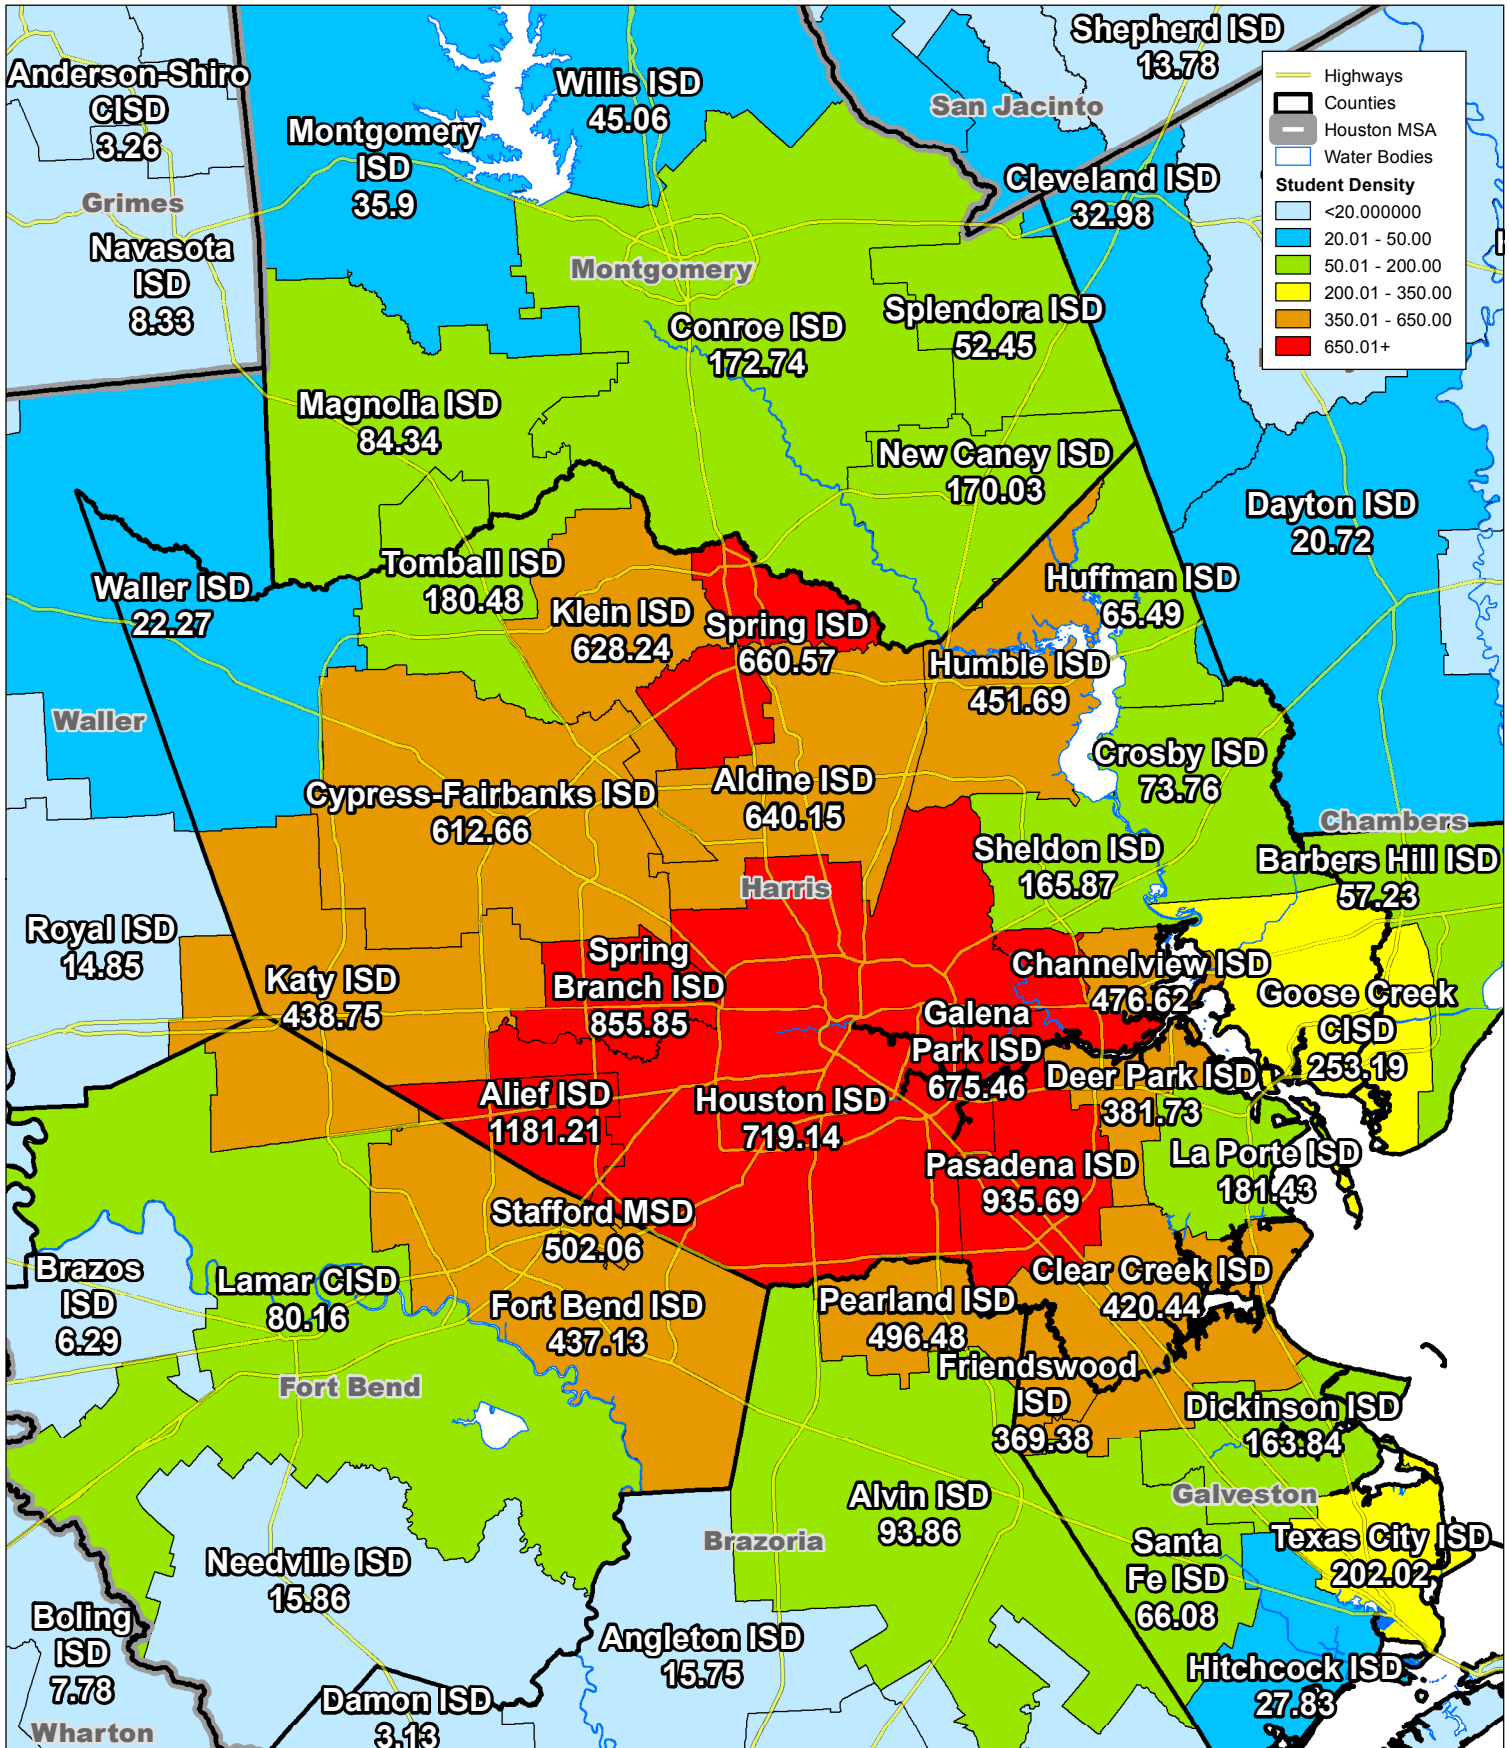 Anderson-Shiro
CISD
3.26
Grimes
Navasota
ISD
8.33
Montgomery
ISD
35.9
Willis ISD
45.06
San Jacinto
Shepherd ISD
13.78
Highways
Counties
Houston MSA
Water Bodies
Student Density
<20.000000
20.01 - 50.00
50.01 - 200.00
200.01 - 350.00
350.01 - 650.00
650.01+
Cleveland ISD
32.98
Montgomery
Conroe ISD
172.74
Splendora ISD
52.45
Magnolia ISD
84.34
New Caney ISD
170.03
Dayton ISD
20.72
Waller ISD
22.27
Tomball ISD
180.48
Klein ISD
628.24
Spring ISD
660.57
Huffman ISD
65.49
Humble ISD
451.69
Waller
Cypress-Fairbanks ISD
612.66
Aldine ISD
640.15
Crosby ISD
73.76
Chambers
Sheldon ISD
165.87
Barbers Hill ISD
57.23
Harris
Royal ISD
14.85
Katy ISD
438.75
Spring
Branch ISD
855.85
Channelview ISD
476.62
Goose Creek
CISD
253.19
Galena
Park ISD
675.46
Deer Park ISD
381.73
Alief ISD
1181.21
Houston ISD
719.14
La Porte ISD
181.43
Pasadena ISD
935.69
Stafford MSD
502.06
Brazos
ISD
6.29
Lamar CISD
80.16
Fort Bend ISD
437.13
Clear Creek ISD
420.44
Pearland ISD
496.48
Friendswood
ISD
369.38
Fort Bend
Dickinson ISD
163.84
Alvin ISD
93.86
Galveston
Brazoria
Santa
Fe ISD
66.08
Texas City ISD
202.02
Needville ISD
15.86
Boling
ISD
7.78
Angleton ISD
15.75
Hitchcock ISD
27.83
Damon ISD
3.13
Wharton